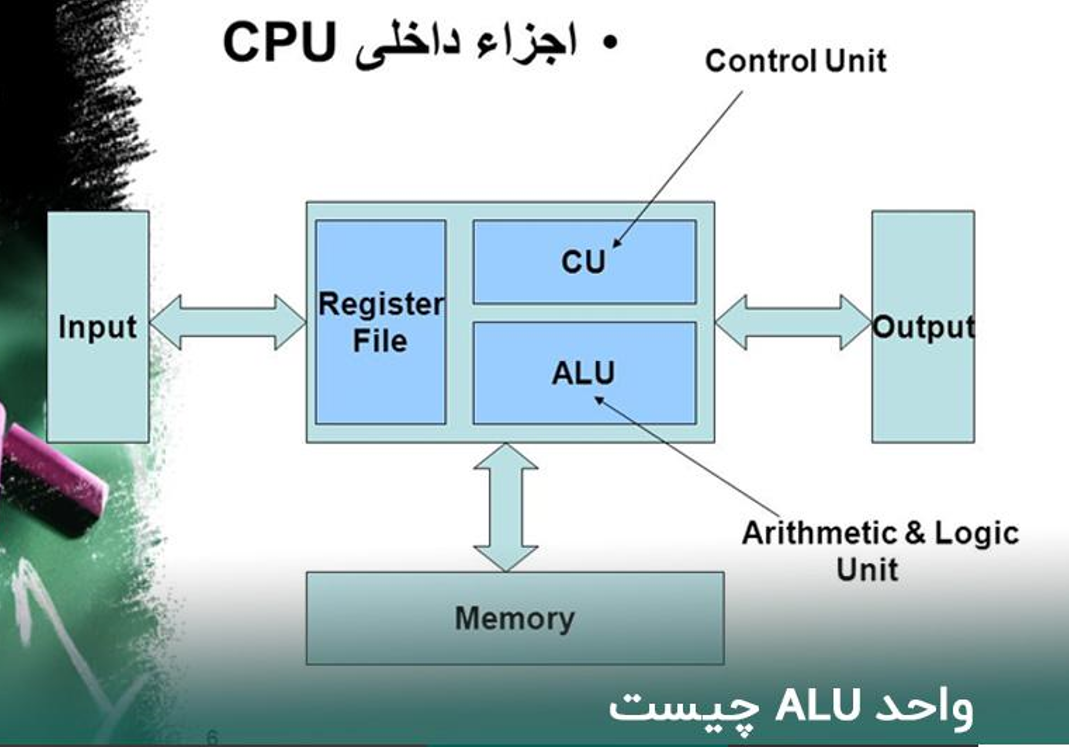 • اجزاء داخلی CPU
Control Unit
Input
Register
File
CU
ALU
Output
Arithmetic & Logic
Unit
Memory
واحد ALU چیست
6